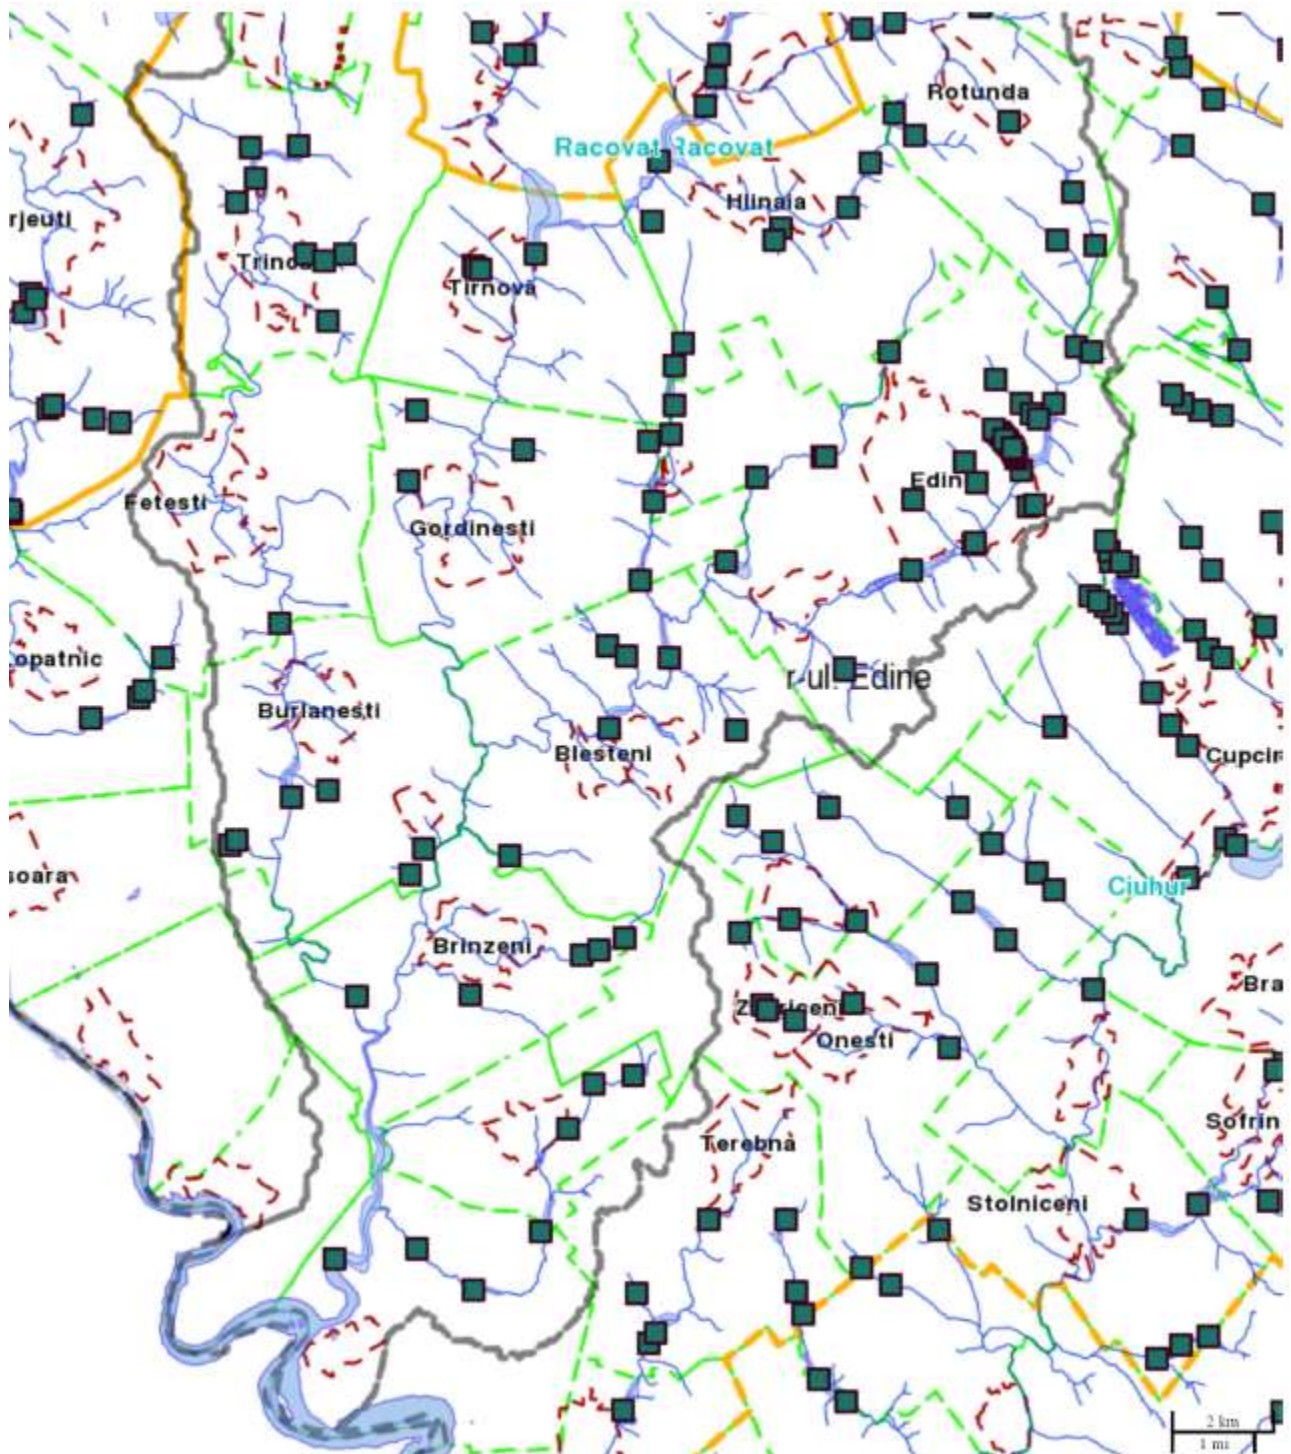 Rotunda
Racovat Racovat
Hlinaia
rjeuti
Trinca
Tirnova
Edin
Fetesti
Gordinesti
opatnic
r-ul. Edine
Burlanesti
Blesteni
Cupcin
soara
Ciuhur
Brinzeni
Bra
Onesti
Terebna
Sofrin
Stolniceni
2 km
1 mi